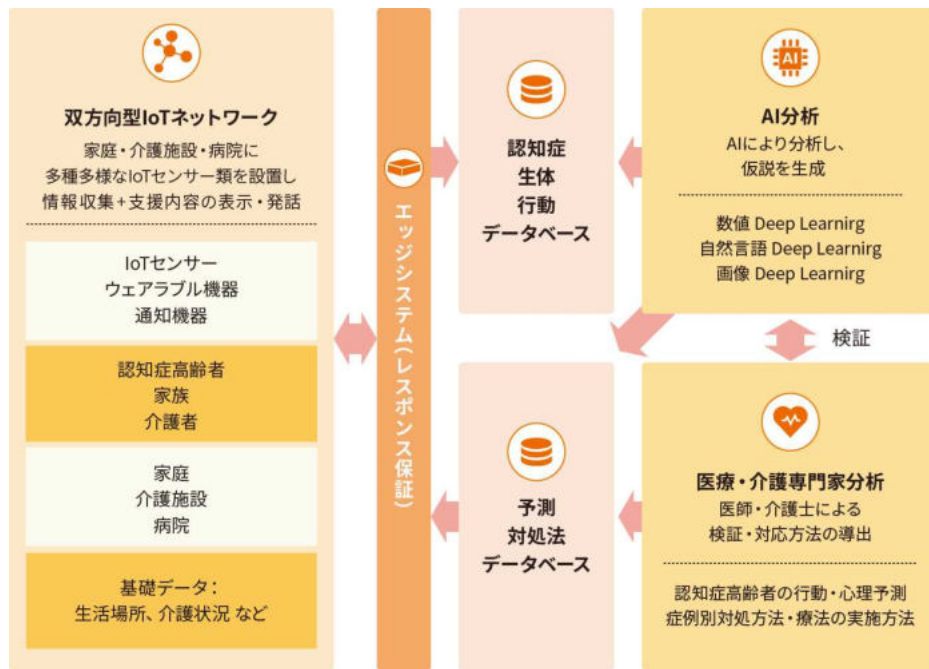 双方向型IoTネットワーク
家庭・介護施設・病院に
多種多様なIoTセンサー類を設置し
情報収集+支援内容の表示・発話
IoTセンサー
ウェアラブル機器
通知機器
認知症高齢者
家族
介護者
家庭
介護施設
病院
基礎データ：
生活場所、介護状況 など
エッジシステム(レスポンス保証)
認知症
生体
行動
データベース
AI
AI分析
AIにより分析し、
仮説を生成
数値 Deep Learnirg
自然言語 Deep Learnirg
画像 Deep Learnirg
検証
予測
対処法
データベース
医療・介護専門家分析
医師・介護士による
検証・対応方法の導出
認知症高齢者の行動・心理予測
症例別対処方法・療法の実施方法